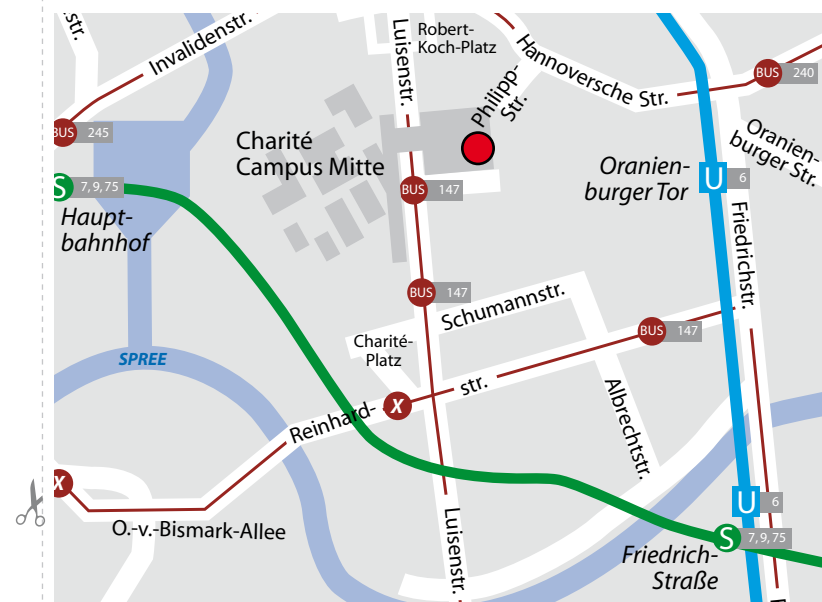 str.
Invalidenstr.
Luisenstr.
Robert-
Koch-Platz
Hannoversche Str.
Philipp-
Str.
BUS 240
BUS 245
Charité
Campus Mitte
Oranien-
burger Str.
Oranien-
burger Tor
U 6
S 7, 9, 75
Haupt-
bahnhof
BUS 147
Friedrichstr.
BUS 147
Schumannstr.
BUS 147
Charité-
Platz
SPREE
Reinhard-
X
str.
Albrechtstr.
X
O.-v.-Bismark-Allee
Luisenstr.
U 6
S 7, 9, 75
Friedrich-
Straße